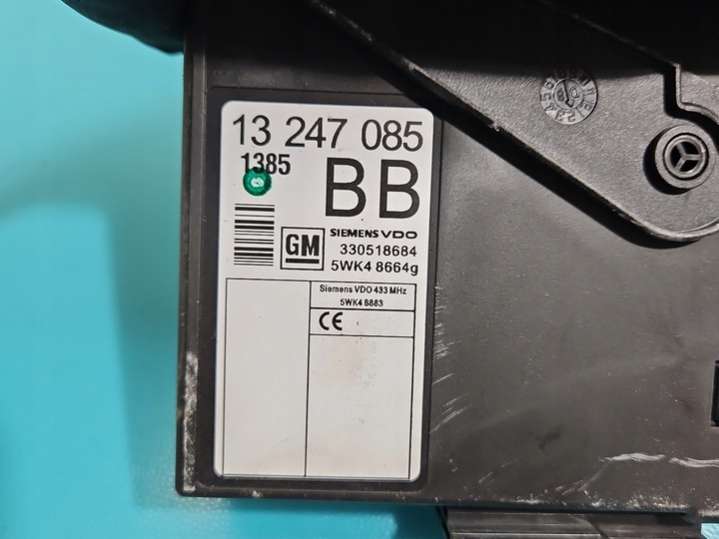 13 247 085
1385
BB
GM
SIEMENS VDO
330518684
5WK4 8664g
Siemens VDO 433 MHz
5WK4 8883
CE